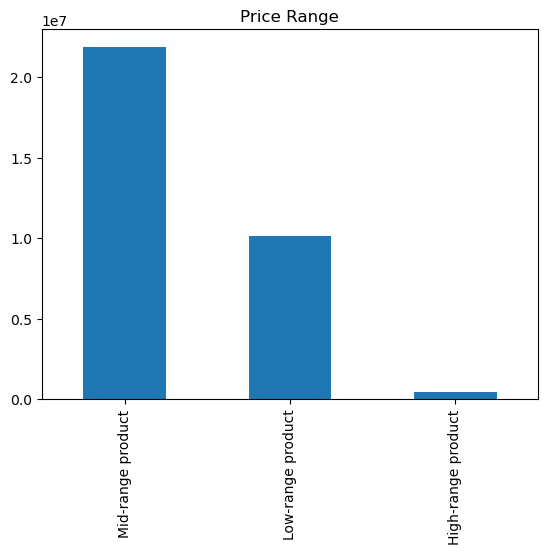 Price Range
1e7
2.0
1.5
1.0
0.5
0.0
Mid-range product
Low-range product
High-range product